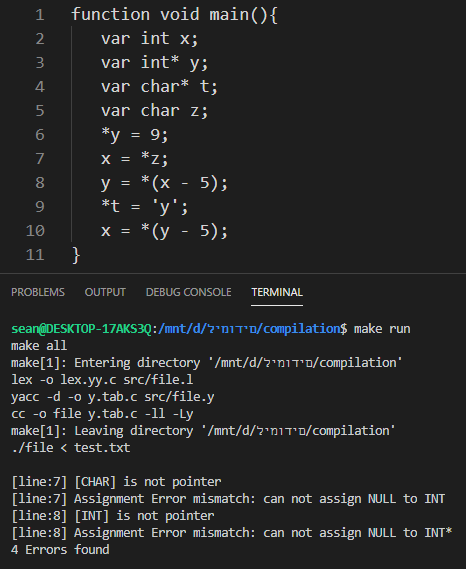 1 function void main(){
2 var int x;
3 var int* y;
4 var char* t;
5 var char z;
6 *y = 9;
7 x = *z;
8 y = *(x - 5);
9 *t = 'y';
10 x = *(y - 5);
11 }
PROBLEMS OUTPUT DEBUG CONSOLE TERMINAL
sean@DESKTOP-17AKS3Q:/mnt/d/םידומיל/compilation$ make run
make all
make[1]: Entering directory '/mnt/d/םידומיל/compilation'
lex -o lex.yy.c src/file.l
yacc -d -o y.tab.c src/file.y
cc -o file y.tab.c -ll -Ly
make[1]: Leaving directory '/mnt/d/םידומיל/compilation'
./file < test.txt
[line:7] [CHAR] is not pointer
[line:7] Assignment Error mismatch: can not assign NULL to INT
[line:8] [INT] is not pointer
[line:8] Assignment Error mismatch: can not assign NULL to INT*
4 Errors found